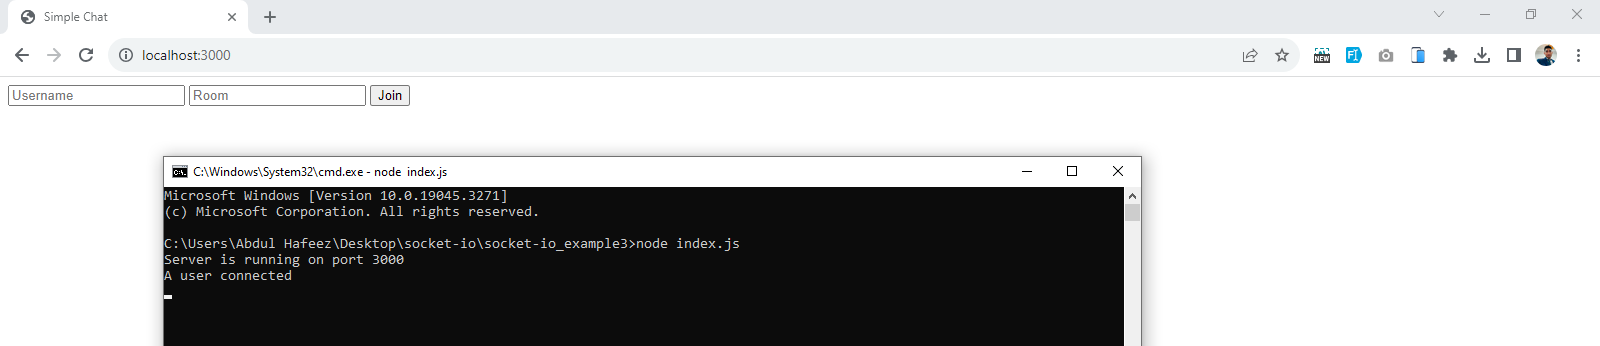 Simple Chat
localhost:3000
NEW
Username Room Join
C:\Windows\System32\cmd.exe - node  index.js
Microsoft Windows [Version 10.0.19045.3271]
(c) Microsoft Corporation. All rights reserved.
C:\Users\Abdul Hafeez\Desktop\socket-io\socket-io_example3>node index.js
Server is running on port 3000
A user connected